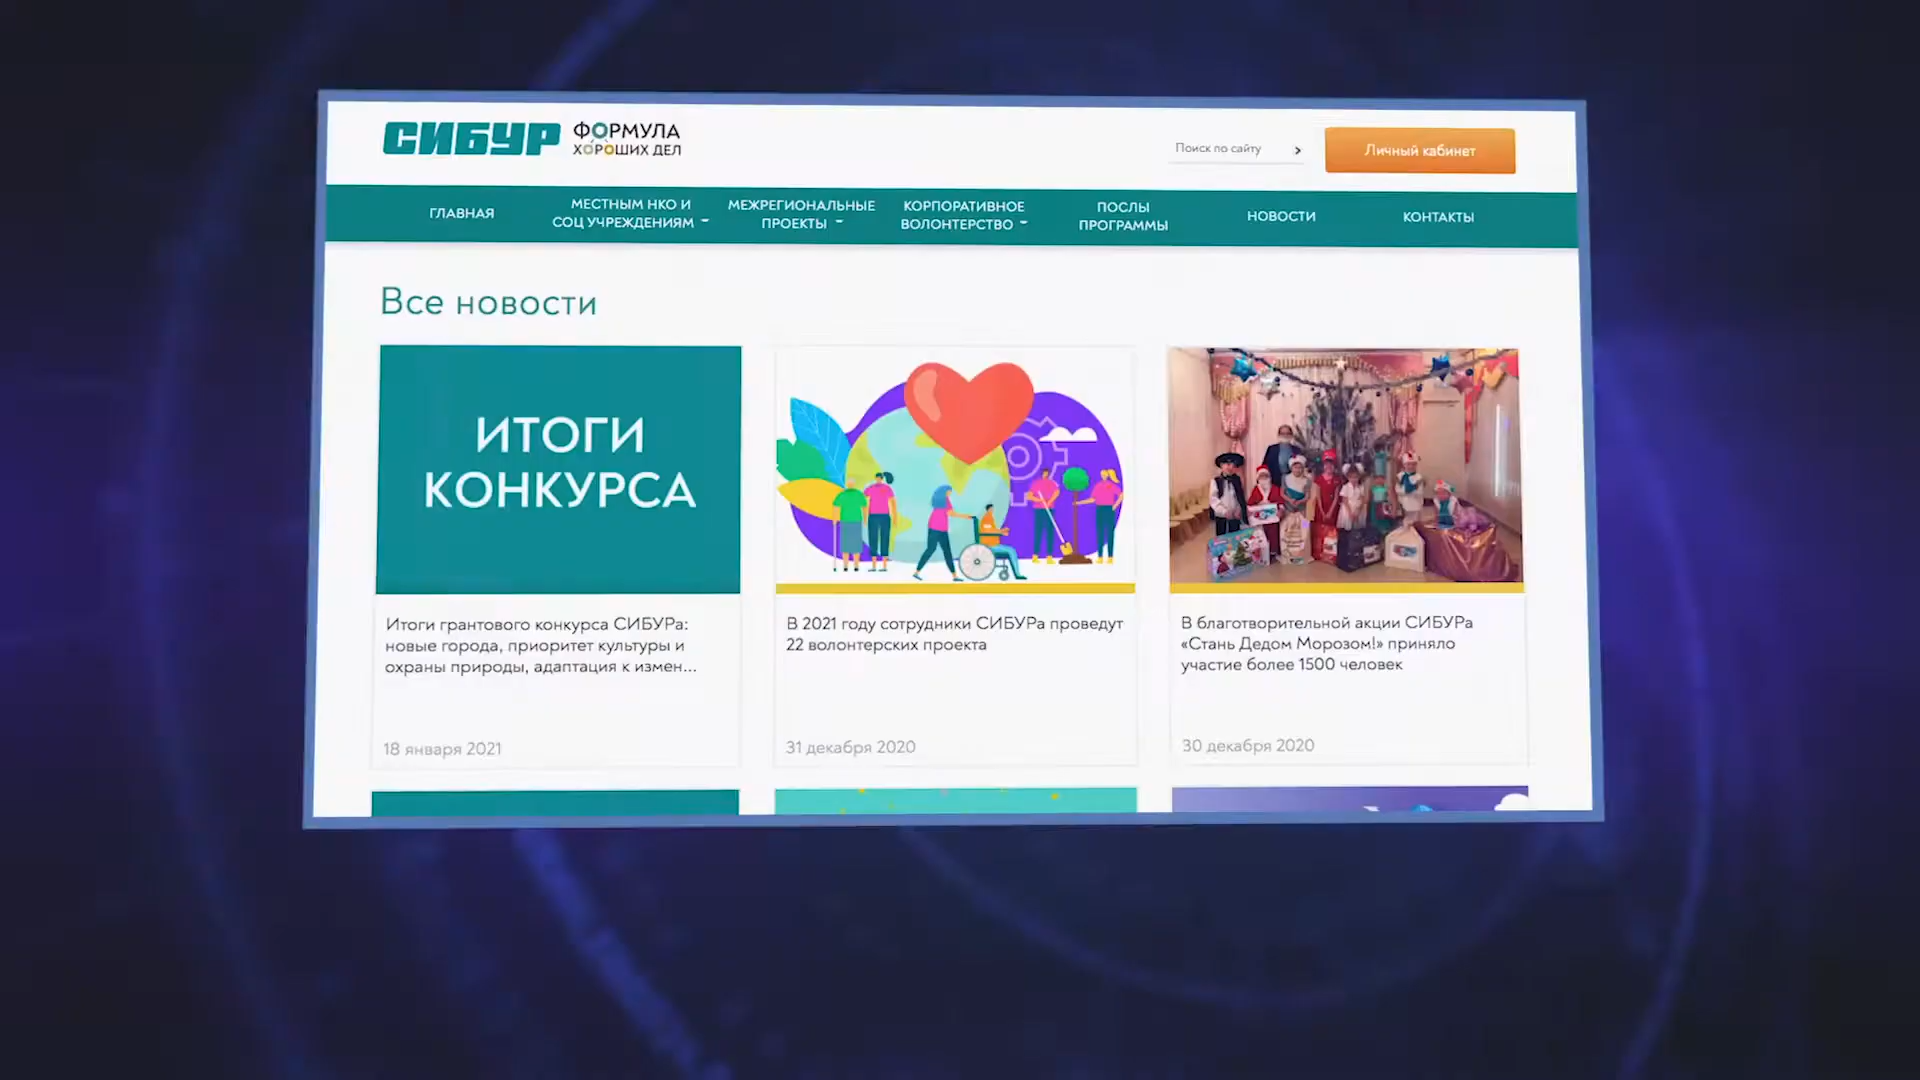 СИБУР
ФОРМУЛА
ХОРОШИХ ДЕЛ
Поиск по сайту
Личный кабинет
ГЛАВНАЯ
МЕСТНЫМ НКО И
СОЦ УЧРЕЖДЕНИЯМ
МЕЖРЕГИОНАЛЬНЫЕ
ПРОЕКТЫ
КОРПОРАТИВНОЕ
ВОЛОНТЕРСТВО
ПОСЛЫ
ПРОГРАММЫ
НОВОСТИ
КОНТАКТЫ
Все новости
ИТОГИ
КОНКУРСА
Итоги грантового конкурса СИБУРа:
новые города, приоритет культуры и
охраны природы, адаптация к измен...
18 января 2021
В 2021 году сотрудники СИБУРа проведут
22 волонтерских проекта
31 декабря 2020
В благотворительной акции СИБУРа
«Стань Дедом Морозом!» приняло
участие более 1500 человек
30 декабря 2020